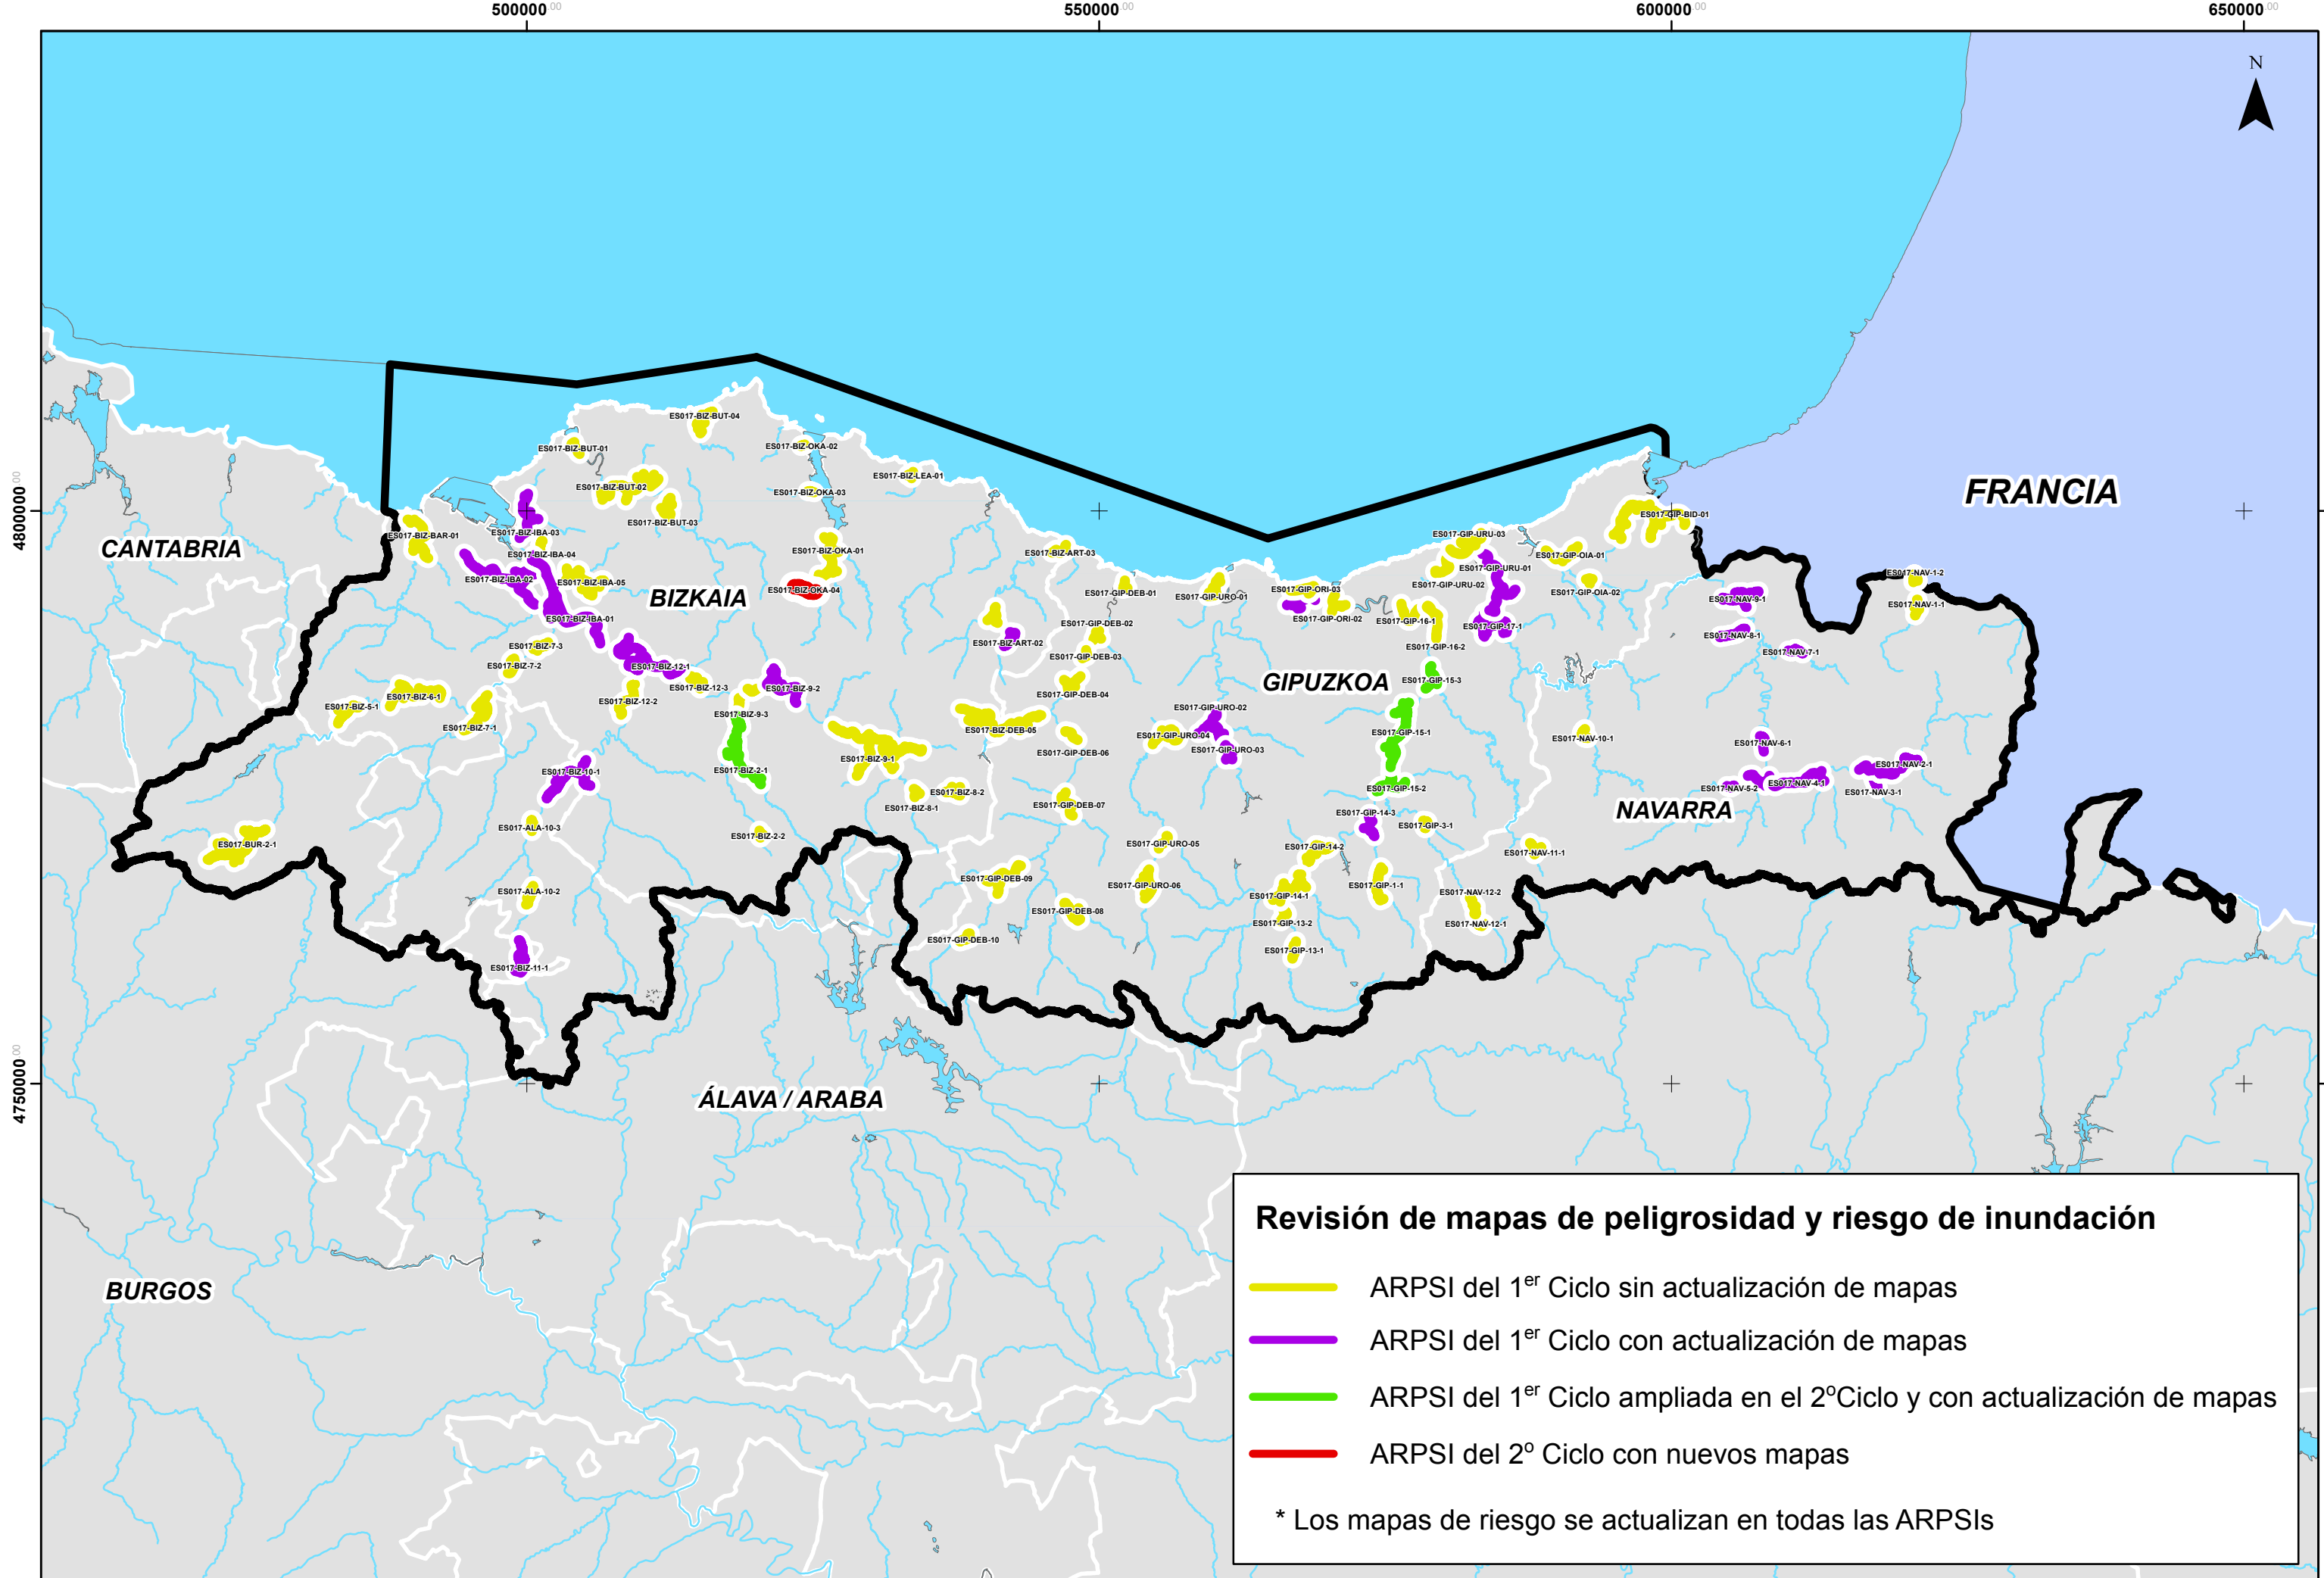 500000.00
550000.00
600000.00
650000.00
N
4800000.00
4750000.00
FRANCIA
CANTABRIA
BIZKAIA
GIPUZKOA
NAVARRA
ÁLAVA / ARABA
BURGOS
ES017-BIZ-BUT-04
ES017-BIZ-BUT-01
ES017-BIZ-OKA-02
ES017-BIZ-LEA-01
ES017-BIZ-BUT-02
ES017-BIZ-OKA-03
ES017-BIZ-BUT-03
ES017-GIP-BID-01
ES017-BIZ-BAR-01
ES017-BIZ-IBA-03
ES017-GIP-URU-03
ES017-BIZ-IBA-04
ES017-BIZ-OKA-01
ES017-BIZ-ART-03
ES017-GIP-OIA-01
ES017-GIP-URU-01
ES017-BIZ-IBA-02
ES017-BIZ-IBA-05
ES017-GIP-URU-02
ES017-NAV-1-2
ES017-BIZ-OKA-04
ES017-GIP-DEB-01
ES017-GIP-URO-01
ES017-GIP-ORI-03
ES017-GIP-OIA-02
ES017-NAV-9-1
ES017-NAV-1-1
ES017-BIZ-IBA-01
ES017-GIP-DEB-02
ES017-GIP-ORI-02
ES017-GIP-16-1
ES017-GIP-17-1
ES017-NAV-8-1
ES017-BIZ-7-3
ES017-BIZ-ART-02
ES017-GIP-16-2
ES017-NAV-7-1
ES017-BIZ-7-2
ES017-BIZ-12-1
ES017-GIP-DEB-03
ES017-BIZ-12-3
ES017-BIZ-9-2
ES017-GIP-15-3
ES017-BIZ-6-1
ES017-BIZ-12-2
ES017-GIP-DEB-04
ES017-BIZ-5-1
ES017-BIZ-9-3
ES017-GIP-URO-02
ES017-BIZ-7-1
ES017-BIZ-DEB-05
ES017-GIP-URO-04
ES017-GIP-15-1
ES017-NAV-10-1
ES017-NAV-6-1
ES017-GIP-DEB-06
ES017-GIP-URO-03
ES017-BIZ-9-1
ES017-BIZ-10-1
ES017-BIZ-2-1
ES017-NAV-2-1
ES017-BIZ-8-2
ES017-GIP-15-2
ES017-NAV-5-2
ES017-NAV-4-1
ES017-NAV-3-1
ES017-BIZ-8-1
ES017-GIP-DEB-07
ES017-GIP-14-3
ES017-ALA-10-3
ES017-BIZ-2-2
ES017-GIP-3-1
ES017-BUR-2-1
ES017-GIP-URO-05
ES017-GIP-14-2
ES017-NAV-11-1
ES017-GIP-DEB-09
ES017-GIP-URO-06
ES017-GIP-1-1
ES017-ALA-10-2
ES017-GIP-14-1
ES017-NAV-12-2
ES017-GIP-DEB-08
ES017-GIP-13-2
ES017-NAV-12-1
ES017-GIP-DEB-10
ES017-GIP-13-1
ES017-BIZ-11-1
Revisión de mapas de peligrosidad y riesgo de inundación
ARPSI del 1er Ciclo sin actualización de mapas
ARPSI del 1er Ciclo con actualización de mapas
ARPSI del 1er Ciclo ampliada en el 2ºCiclo y con actualización de mapas
ARPSI del 2º Ciclo con nuevos mapas
* Los mapas de riesgo se actualizan en todas las ARPSIs